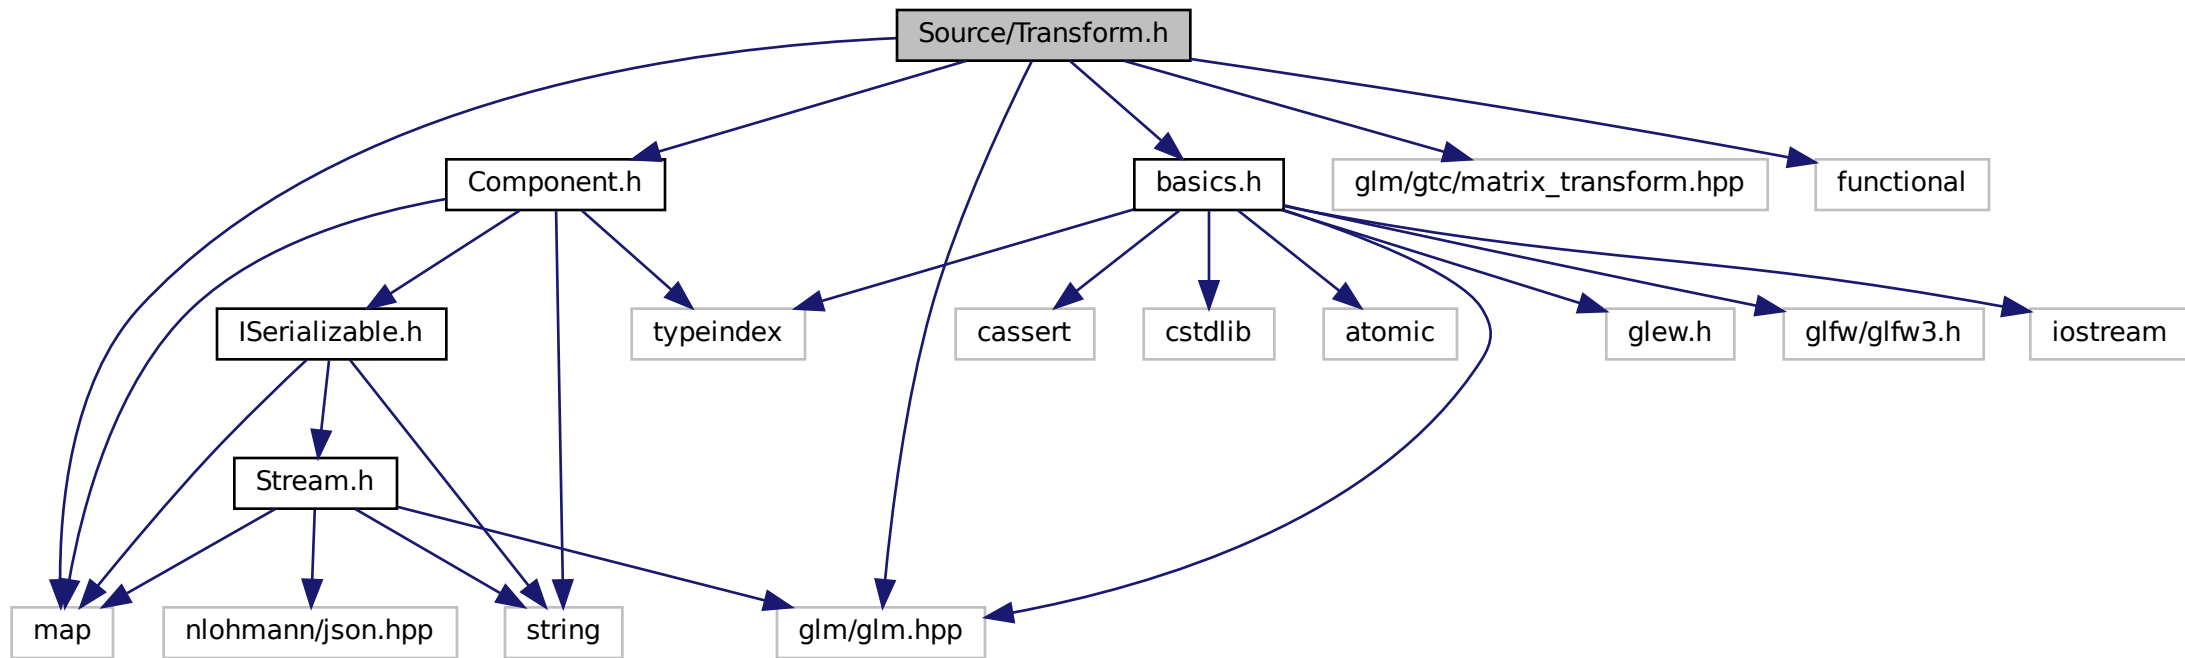 Source/Transform.h
Component.h
basics.h
glm/gtc/matrix_transform.hpp
functional
ISerializable.h
typeindex
cassert
cstdlib
atomic
glew.h
glfw/glfw3.h
iostream
Stream.h
map
nlohmann/json.hpp
string
glm/glm.hpp